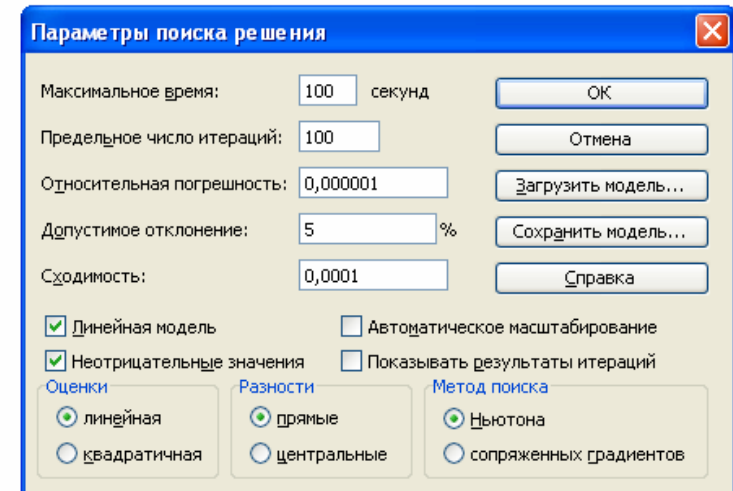 Параметры поиска решения
Максимальное время: 100 секунд ОК
Предельное число итераций: 100 Отмена
Относительная погрешность: 0,000001 Загрузить модель...
Допустимое отклонение: 5 % Сохранить модель...
Сходимость: 0,0001 Справка
Линейная модель Автоматическое масштабирование
Неотрицательные значения Показывать результаты итераций
Оценки Разности Метод поиска
линейная прямые Ньютона
квадратичная центральные сопряженных градиентов